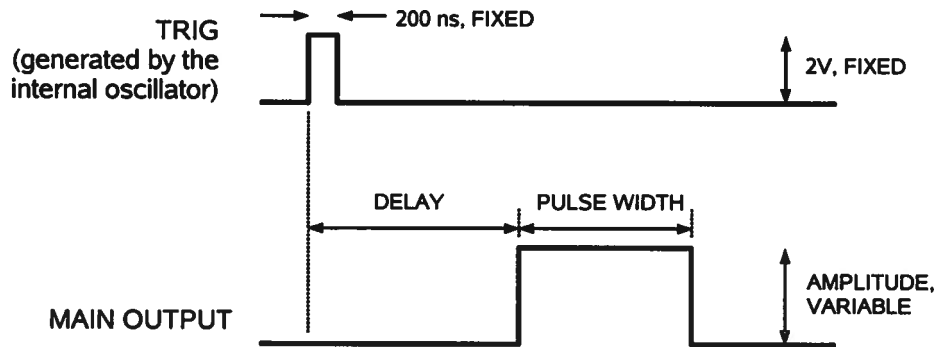 TRIG
(generated by the
internal oscillator)
200 ns, FIXED
2V, FIXED
DELAY
PULSE WIDTH
AMPLITUDE,
VARIABLE
MAIN OUTPUT